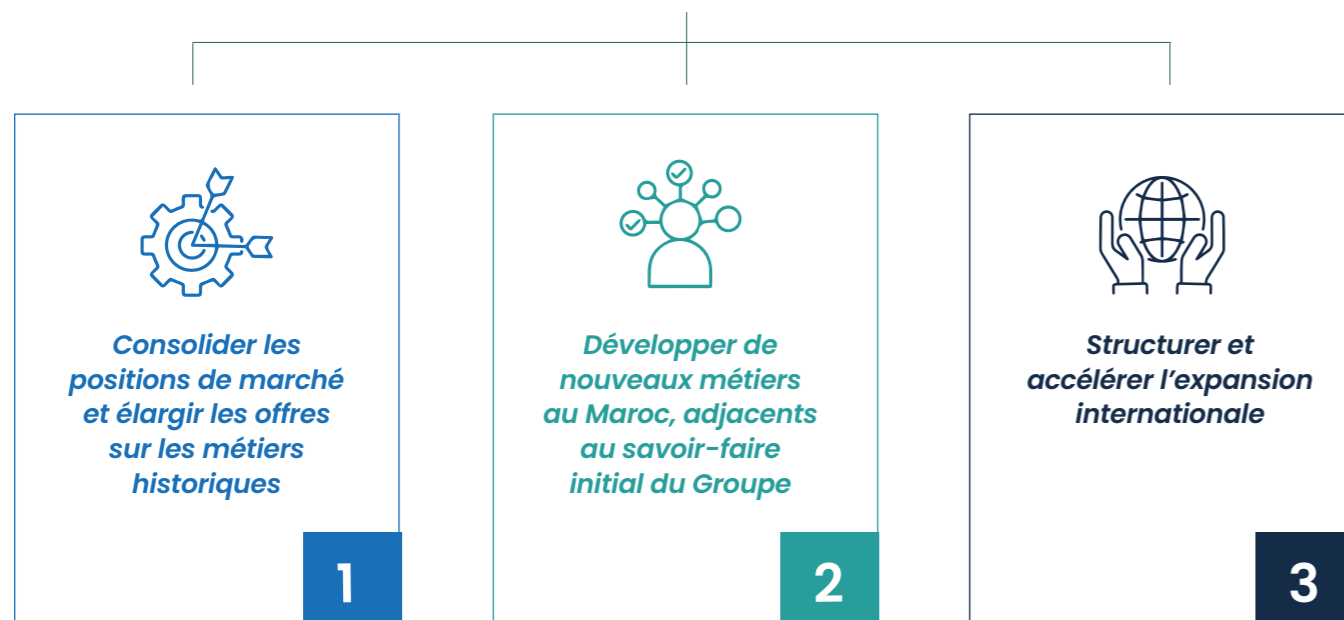 Consolider les
positions de marché
et élargir les offres
sur les métiers
historiques
1
Développer de
nouveaux métiers
au Maroc, adjacents
au savoir-faire
initial du Groupe
2
Structurer et
accélérer l’expansion
internationale
3